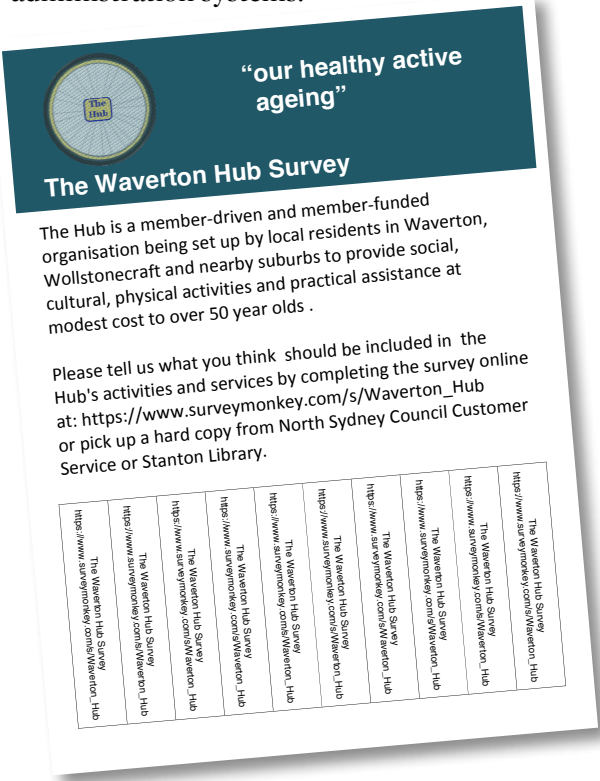 administration systems.
The
Hub
“our healthy active
ageing”
The Waverton Hub Survey
The Hub is a member-driven and member-funded
organisation being set up by local residents in Waverton,
Wollstonecraft and nearby suburbs to provide social,
cultural, physical activities and practical assistance at
modest cost to over 50 year olds .
Please tell us what you think  should be included in  the
Hub's activities and services by completing the survey online
at: https://www.surveymonkey.com/s/Waverton_Hub
or pick up a hard copy from North Sydney Council Customer
Service or Stanton Library.
The Waverton Hub Survey
https://www.surveymonkey.com/s/Waverton_Hub
The Waverton Hub Survey
https://www.surveymonkey.com/s/Waverton_Hub
The Waverton Hub Survey
https://www.surveymonkey.com/s/Waverton_Hub
The Waverton Hub Survey
https://www.surveymonkey.com/s/Waverton_Hub
The Waverton Hub Survey
https://www.surveymonkey.com/s/Waverton_Hub
The Waverton Hub Survey
https://www.surveymonkey.com/s/Waverton_Hub
The Waverton Hub Survey
https://www.surveymonkey.com/s/Waverton_Hub
The Waverton Hub Survey
https://www.surveymonkey.com/s/Waverton_Hub
The Waverton Hub Survey
https://www.surveymonkey.com/s/Waverton_Hub
The Waverton Hub Survey
https://www.surveymonkey.com/s/Waverton_Hub